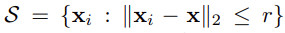 𝒮 = {𝐱ᵢ : ‖𝐱ᵢ − 𝐱‖₂ ≤ r}